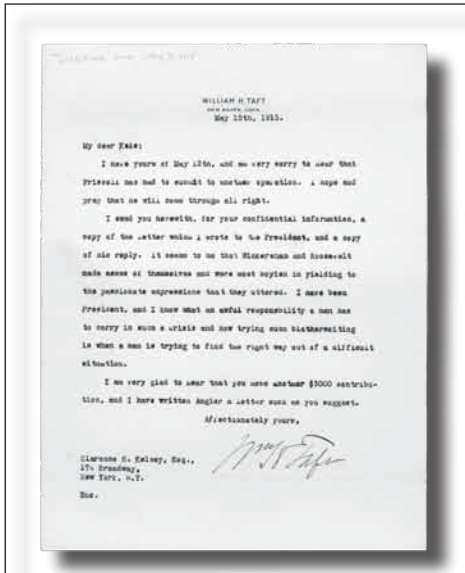 WILLIAM H. TAFT
NEW HAVEN, CONN.
May 15th, 1915.
My dear Kels:
I have yours of May 12th, and am very sorry to hear that
Driscoll has had to submit to another operation. I hope and
pray that he will come through all right.
I send you herewith, for your confidential information, a
copy of the letter which I wrote to the President, and a copy
of his reply. It seems to me that Wickersham and Roosevelt
made asses of themselves and were most in yielding to
the passionate expressions that they uttered. I have been
President, and I know what an awful responsibility a man has
to carry in such a crisis and how trying such blatherskiting
is when a man is trying to find the right way out of a difficult
situation.
I am very glad to hear that you have another $5000 contribu-
tion, and I have written Angier a letter such as you suggest.
Affectionately yours,
Wm H Taft
Clarence H. Kelsey, Esq.,
176 Broadway,
New York, N.Y.
Enc.